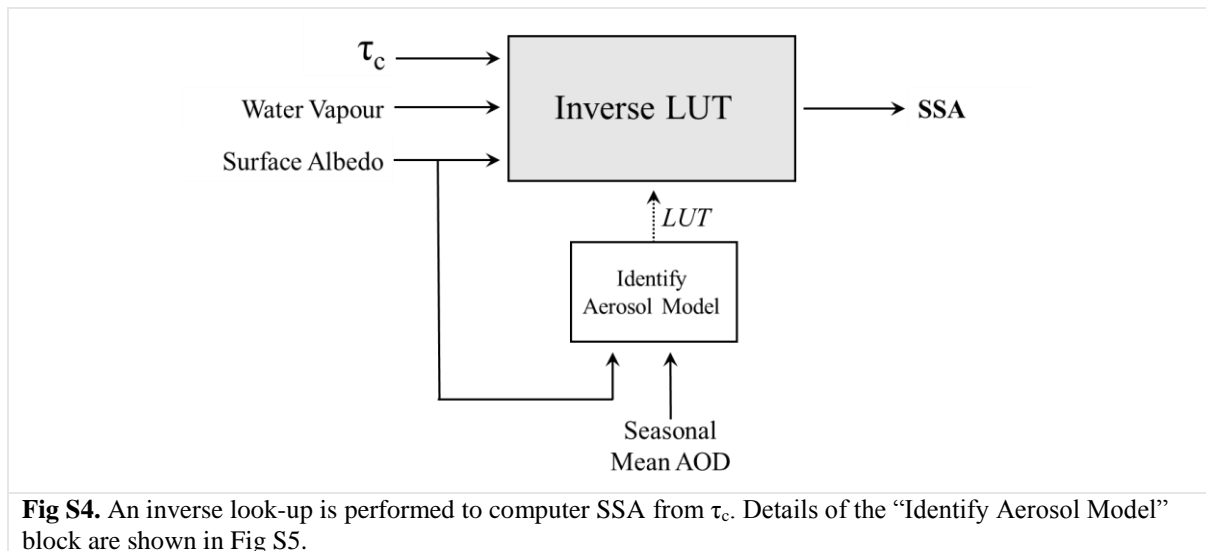 τc
Water Vapour
Surface Albedo
Inverse LUT
SSA
LUT
Identify
Aerosol Model
Seasonal
Mean AOD
Fig S4. An inverse look-up is performed to computer SSA from τc. Details of the “Identify Aerosol Model”
block are shown in Fig S5.